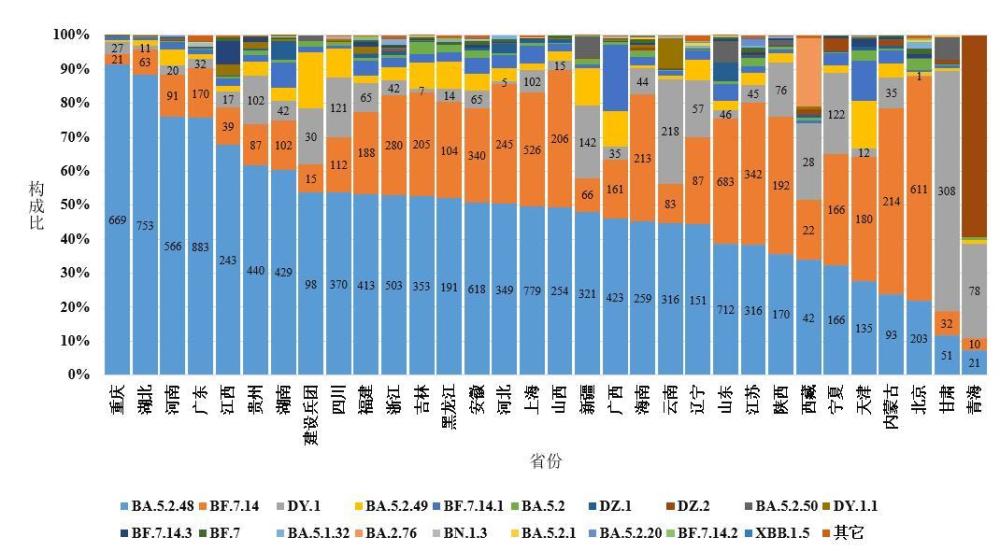 100%
90%
80%
70%
60%
50%
40%
30%
20%
10%
0%
构成比
27 11 20 32 17 102 42 30 121 65 42 7 14 65 5 102 15 142 35 44 218 57 46 76 28 122 12 35 1 308 78
21 63 91 170 39 87 102 15 112 188 280 205 104 340 245 526 206 66 161 213 83 87 683 342 192 22 166 180 214 611 32 10
669 753 566 883 243 440 429 98 370 413 503 353 191 618 349 779 254 321 423 259 316 151 712 316 170 42 166 135 93 203 51 21
重庆 湖北 河南 广东 江西 贵州 湖南 建设兵团 四川 福建 浙江 吉林 黑龙江 安徽 河北 上海 山西 新疆 广西 海南 云南 辽宁 山东 江苏 陕西 西藏 宁夏 天津 内蒙古 北京 甘肃 青海
省份
BA.5.2.48 BF.7.14 DY.1 BA.5.2.49 BF.7.14.1 BA.5.2 DZ.1 DZ.2 BA.5.2.50 DY.1.1
BF.7.14.3 BF.7 BA.5.1.32 BA.2.76 BN.1.3 BA.5.2.1 BA.5.2.20 BF.7.14.2 XBB.1.5 其它